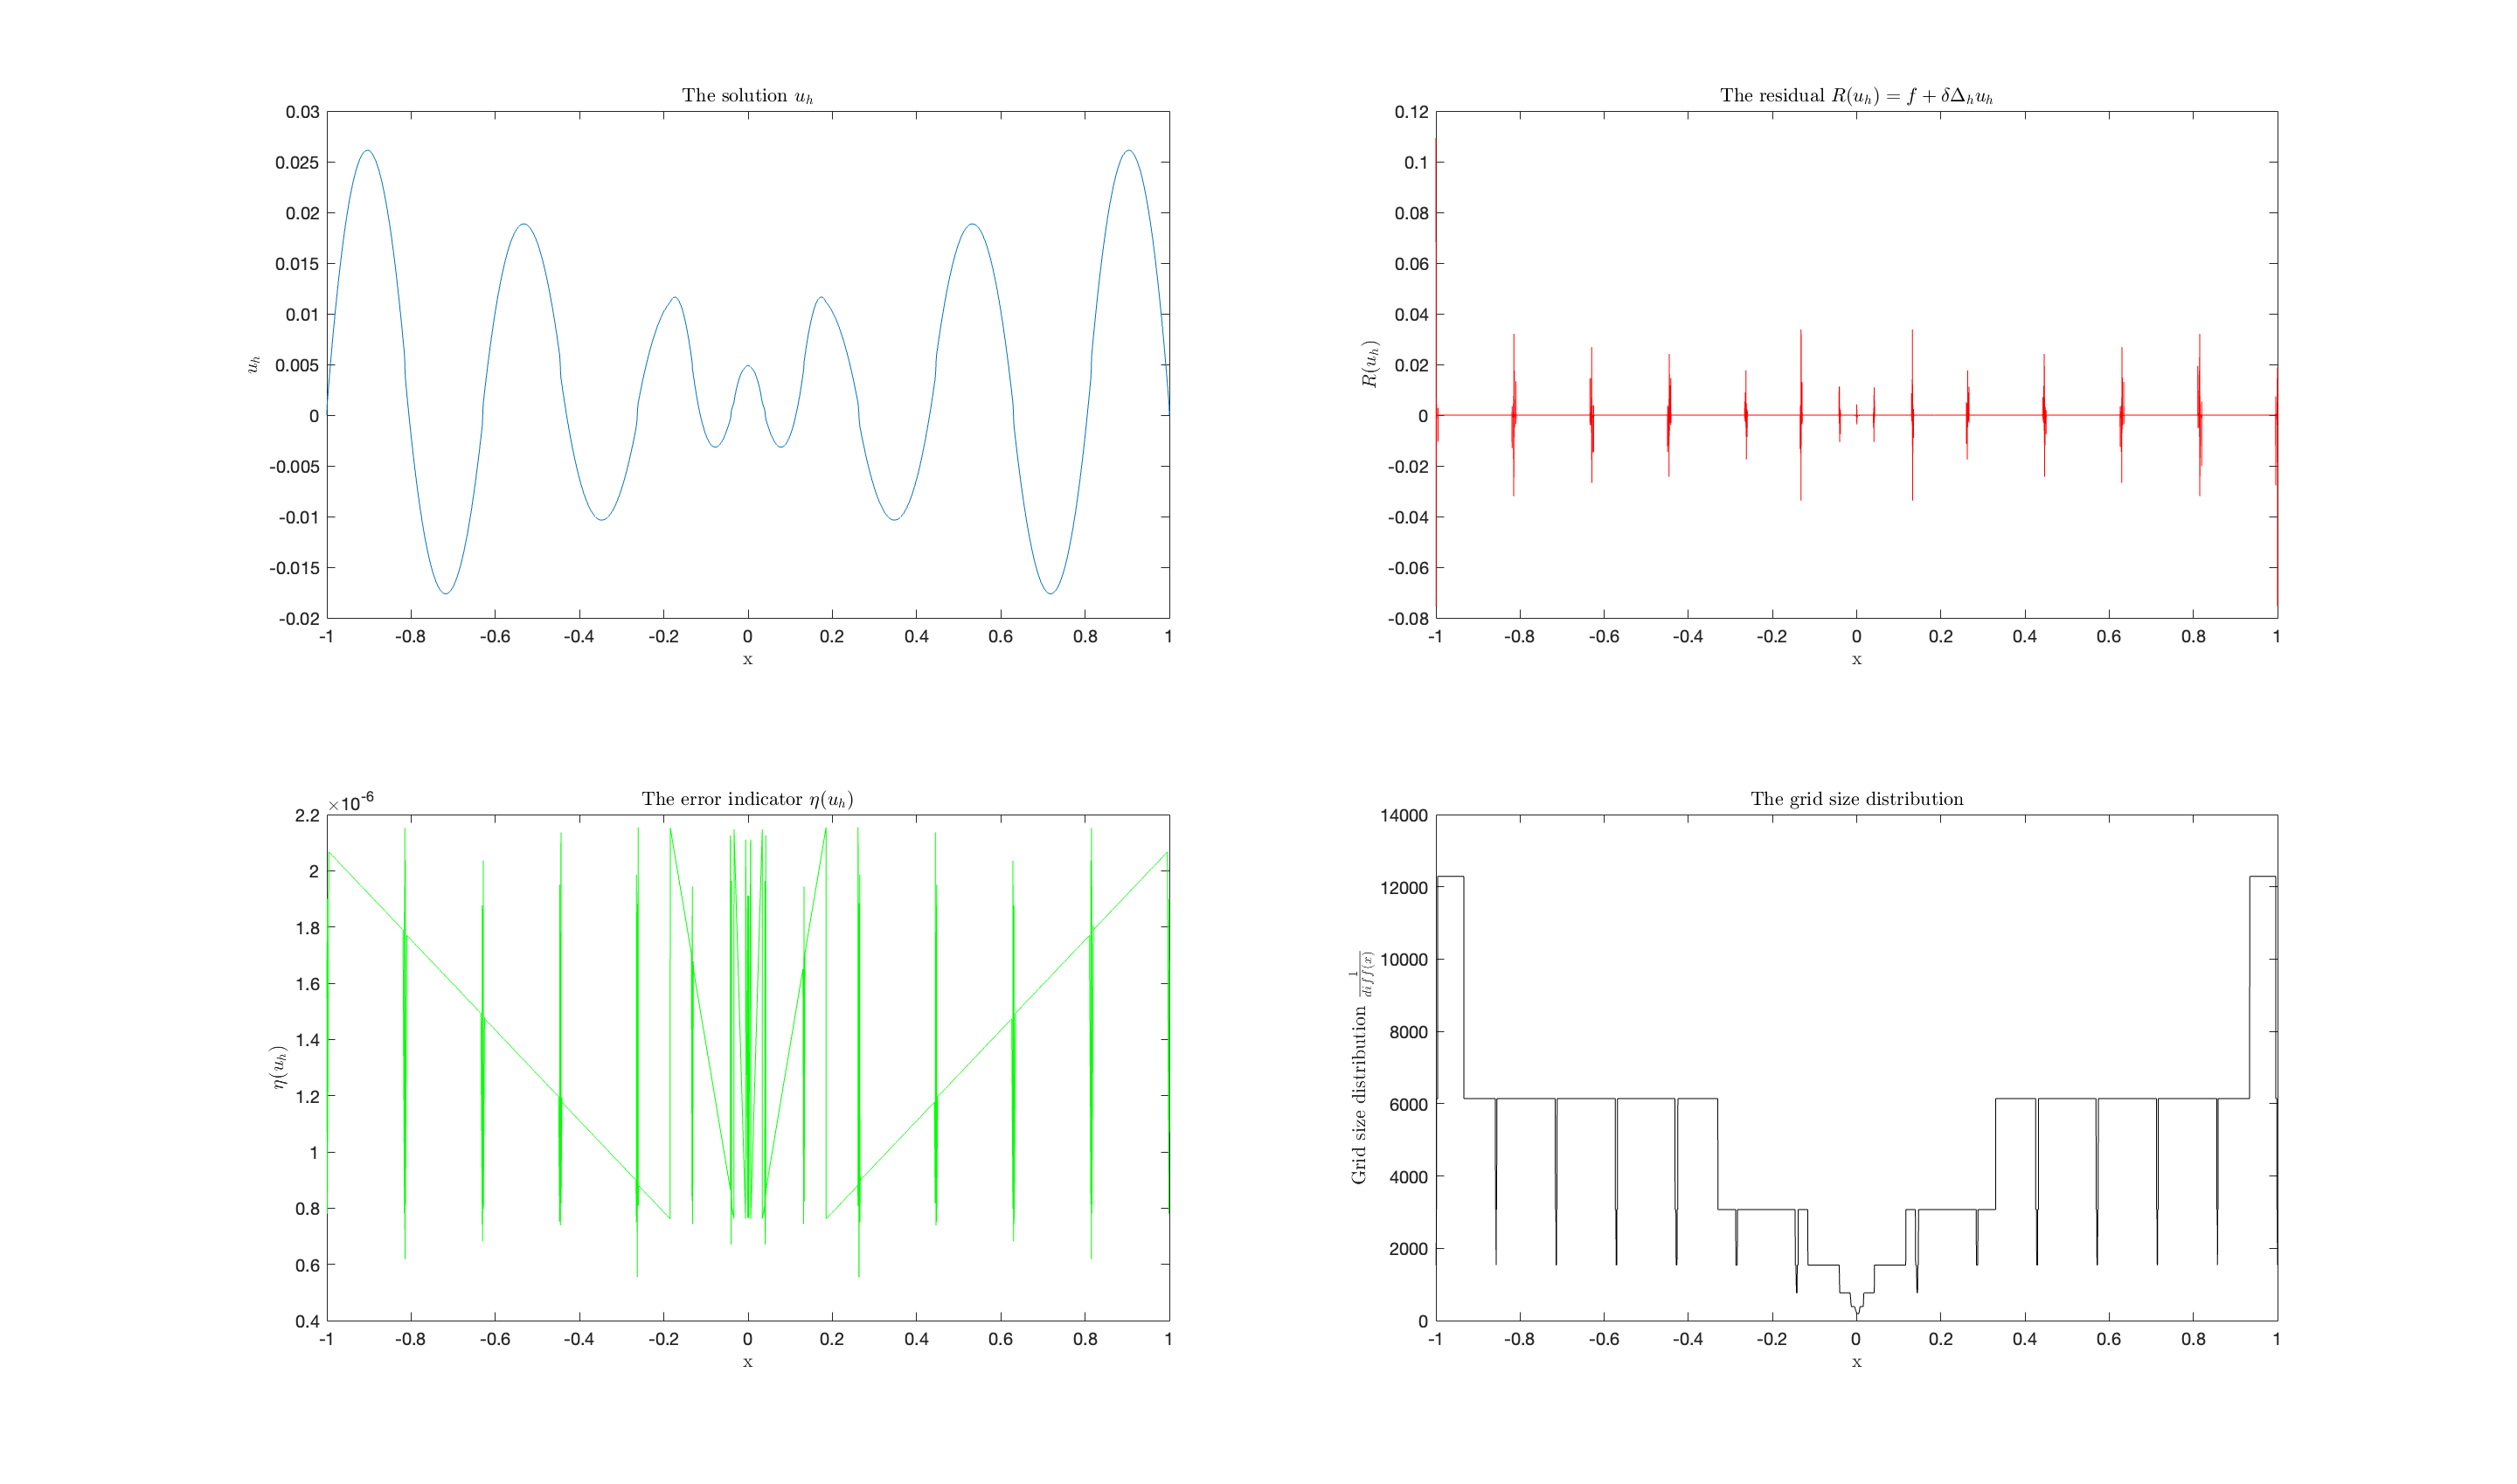 The solution u_h
0.03
0.025
0.02
0.015
0.01
0.005
0
-0.005
-0.01
-0.015
-0.02
u_h
-1 -0.8 -0.6 -0.4 -0.2 0 0.2 0.4 0.6 0.8 1
x
The residual R(u_h) = f + δΔ_h u_h
0.12
0.1
0.08
0.06
0.04
0.02
0
-0.02
-0.04
-0.06
-0.08
R(u_h)
-1 -0.8 -0.6 -0.4 -0.2 0 0.2 0.4 0.6 0.8 1
x
The error indicator η(u_h)
×10^-6
2.2
2
1.8
1.6
1.4
1.2
1
0.8
0.6
0.4
η(u_h)
-1 -0.8 -0.6 -0.4 -0.2 0 0.2 0.4 0.6 0.8 1
x
The grid size distribution
14000
12000
10000
8000
6000
4000
2000
0
Grid size distribution 1/diff(x)
-1 -0.8 -0.6 -0.4 -0.2 0 0.2 0.4 0.6 0.8 1
x